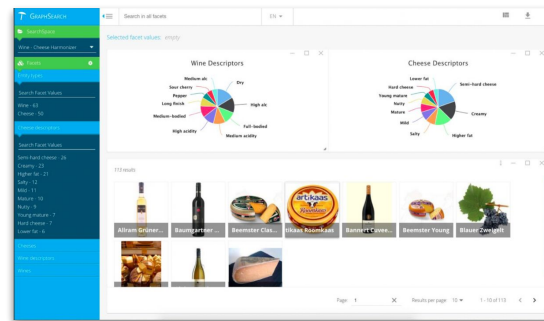 GRAPHSEARCH
Search in all facets
EN
SearchSpace
Wine - Cheese Harmonizer
Facets
Entity types
Search Facet Values
Wine - 63
Cheese - 50
Cheese descriptors
Search Facet Values
Semi-hard cheese - 26
Creamy - 23
Higher fat - 21
Salty - 12
Mild - 11
Mature - 10
Nutty - 9
Young mature - 7
Hard cheese - 7
Lower fat - 6
Cheeses
Wine descriptors
Wines
Selected facet values: empty
Wine Descriptors
Medium alc
Dry
Sour cherry
Pepper
Long finish
High alc
Medium-bodied
Full-bodied
High acidity
Medium acidity
Cheese Descriptors
Lower fat
Semi-hard cheese
Hard cheese
Young mature
Nutty
Creamy
Mature
Mild
Salty
Higher fat
113 results
artikaas
Roomkaas
Allram Grüner...
Baumgartner ...
Beemster Clas...
tikaas Roomkaas
Bannert Cuvee...
Beemster Young
Blauer Zweigelt
Page 1
Results per page 10
1 - 10 of 113